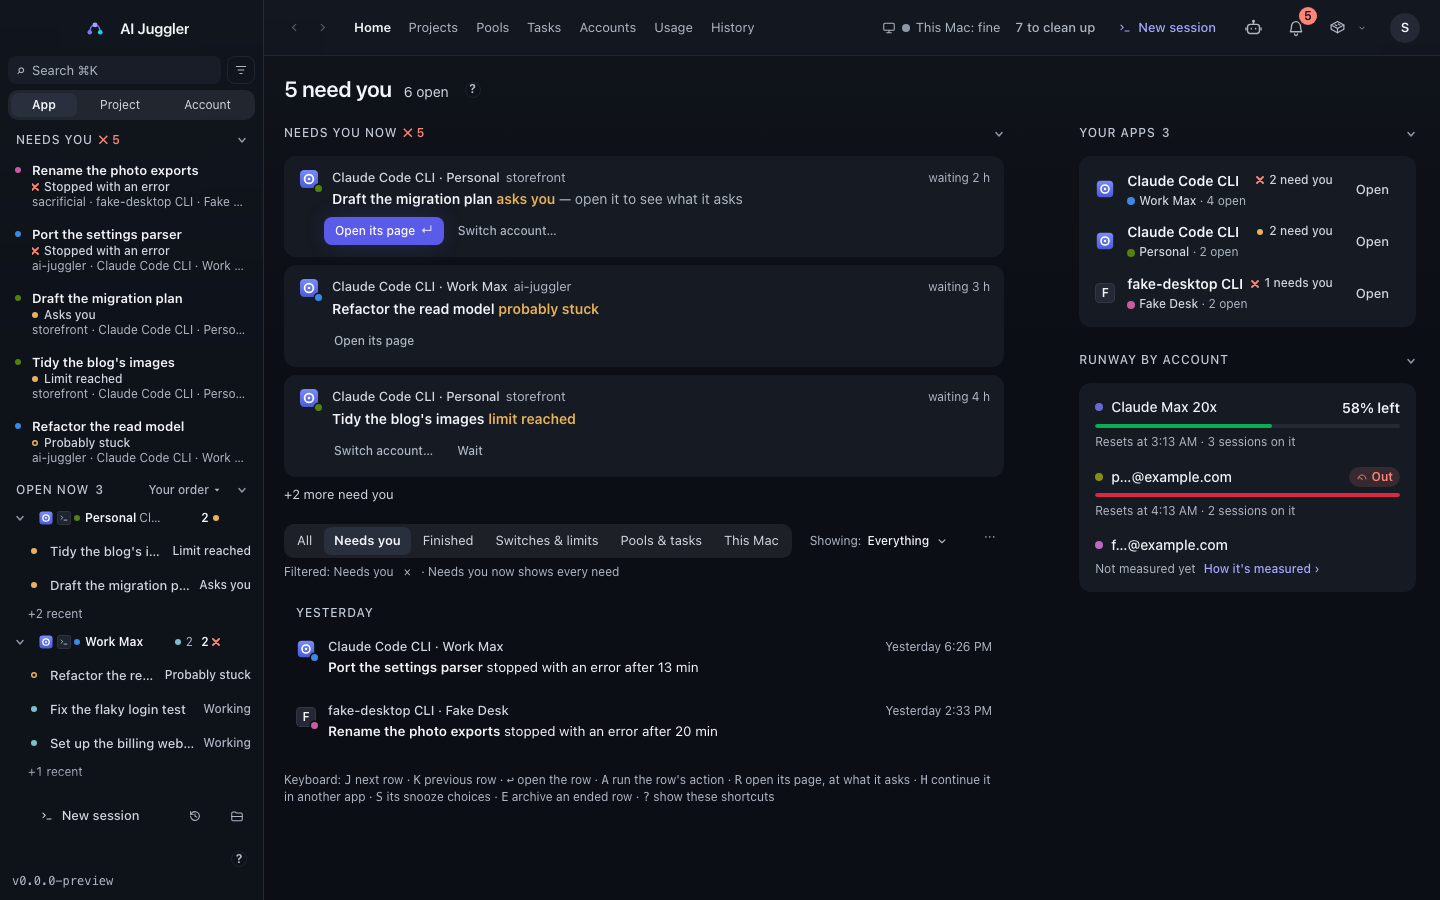 AI Juggler
Search ⌘K
App Project Account
NEEDS YOU 5
Rename the photo exports
Stopped with an error
sacrificial · fake-desktop CLI · Fake ...
Port the settings parser
Stopped with an error
ai-juggler · Claude Code CLI · Work ...
Draft the migration plan
Asks you
storefront · Claude Code CLI · Perso...
Tidy the blog's images
Limit reached
storefront · Claude Code CLI · Perso...
Refactor the read model
Probably stuck
ai-juggler · Claude Code CLI · Work ...
OPEN NOW 3 Your order
Personal Cl... 2
Tidy the blog's i... Limit reached
Draft the migration p... Asks you
+2 recent
Work Max 2 2
Refactor the re... Probably stuck
Fix the flaky login test Working
Set up the billing web... Working
+1 recent
New session
?
v0.0.0-preview
Home Projects Pools Tasks Accounts Usage History
This Mac: fine 7 to clean up New session 5 S
5 need you 6 open ?
NEEDS YOU NOW 5
Claude Code CLI · Personal storefront waiting 2 h
Draft the migration plan asks you — open it to see what it asks
Open its page ↵ Switch account...
Claude Code CLI · Work Max ai-juggler waiting 3 h
Refactor the read model probably stuck
Open its page
Claude Code CLI · Personal storefront waiting 4 h
Tidy the blog's images limit reached
Switch account... Wait
+2 more need you
All Needs you Finished Switches & limits Pools & tasks This Mac Showing: Everything ...
Filtered: Needs you × · Needs you now shows every need
YESTERDAY
Claude Code CLI · Work Max Yesterday 6:26 PM
Port the settings parser stopped with an error after 13 min
F fake-desktop CLI · Fake Desk Yesterday 2:33 PM
Rename the photo exports stopped with an error after 20 min
Keyboard: J next row · K previous row · ↩ open the row · A run the row's action · R open its page, at what it asks · H continue it
in another app · S its snooze choices · E archive an ended row · ? show these shortcuts
YOUR APPS 3
Claude Code CLI 2 need you Open
Work Max · 4 open
Claude Code CLI 2 need you Open
Personal · 2 open
F fake-desktop CLI 1 needs you Open
Fake Desk · 2 open
RUNWAY BY ACCOUNT
Claude Max 20x 58% left
Resets at 3:13 AM · 3 sessions on it
p...@example.com Out
Resets at 4:13 AM · 2 sessions on it
f...@example.com
Not measured yet How it's measured ›